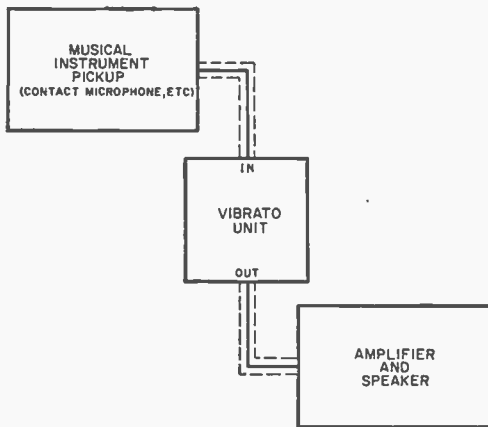 MUSICAL
INSTRUMENT
PICKUP
(CONTACT MICROPHONE,ETC)
IN
VIBRATO
UNIT
OUT
AMPLIFIER
AND
SPEAKER